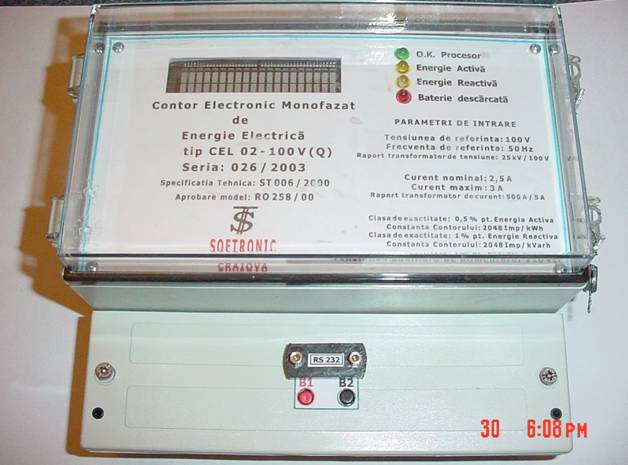 O.K. Procesor
Energie Activă
Energie Reactivă
Baterie descărcată
Contor Electronic Monofazat
de
Energie Electrică
tip CEL 02-100V(Q)
Seria: 026/2003
Specificatia Tehnica: ST006/2000
Aprobare model: RO258/00
TS
SOFTRONIC
CRAIOVA
PARAMETRI DE INTRARE
Tensiunea de referinta: 100V
Frecventa de referinta: 50Hz
Raport transformator de tensiune: 25kV/100V
Curent nominal: 2,5A
Curent maxim: 3A
Raport transformator de curent: 500A/5A
Clasa de exactitate: 0,5% pt. Energia Activa
Constanta Contorului: 2048Imp/kWh
Clasa de exactitate: 1% pt. Energie Reactiva
Constanta Contorului: 2048Imp/kVarh
RS 232
B1 B2
30 6:08PM